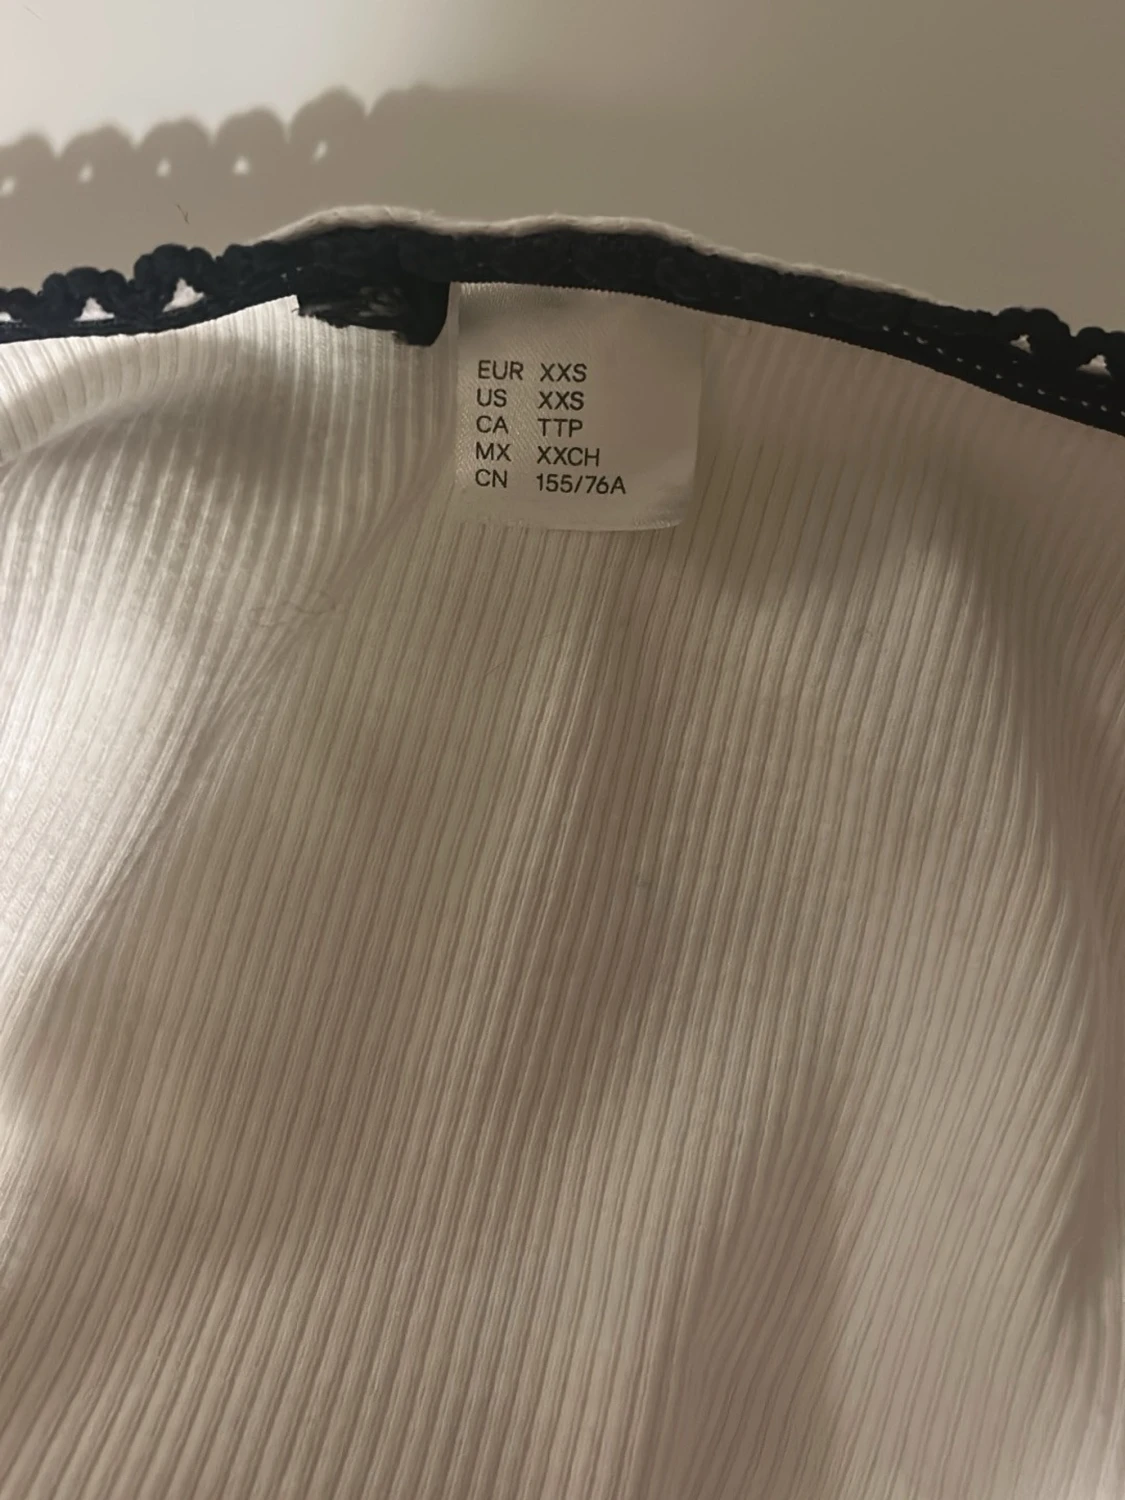 EUR XXS
US XXS
CA TTP
MX XXCH
CN 155/76A